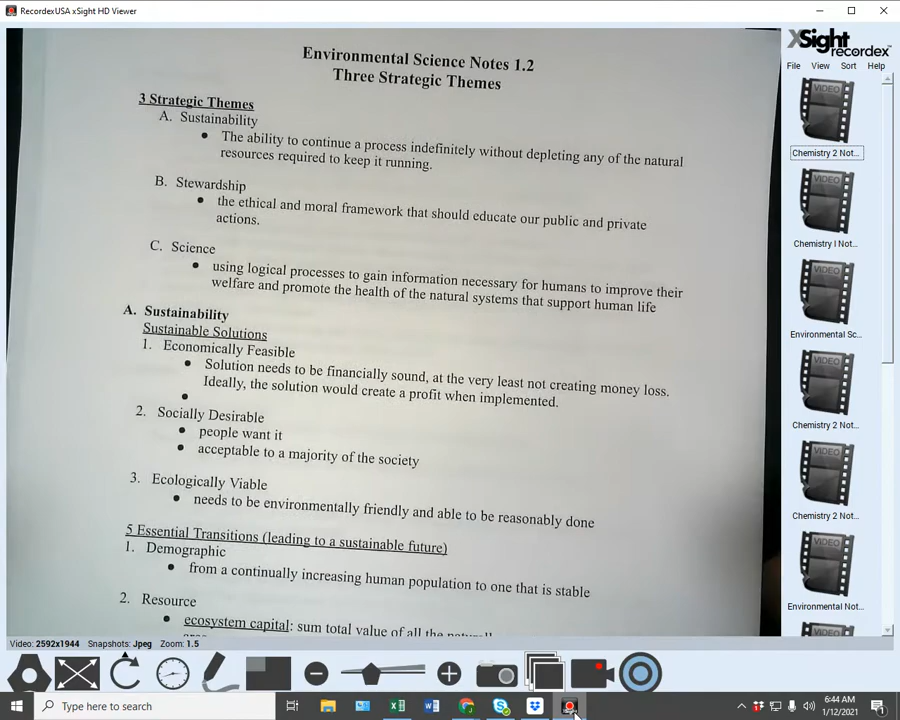 RecordexUSA xSight HD Viewer
Environmental Science Notes 1.2
Three Strategic Themes
3 Strategic Themes
A. Sustainability
• The ability to continue a process indefinitely without depleting any of the natural
resources required to keep it running.
B. Stewardship
• the ethical and moral framework that should educate our public and private
actions.
C. Science
• using logical processes to gain information necessary for humans to improve their
welfare and promote the health of the natural systems that support human life
A. Sustainability
Sustainable Solutions
1. Economically Feasible
• Solution needs to be financially sound, at the very least not creating money loss.
Ideally, the solution would create a profit when implemented.
•
2. Socially Desirable
• people want it
• acceptable to a majority of the society
3. Ecologically Viable
• needs to be environmentally friendly and able to be reasonably done
5 Essential Transitions (leading to a sustainable future)
1. Demographic
• from a continually increasing human population to one that is stable
2. Resource
• ecosystem capital: sum total value of all the
XSight
recordex
File View Sort Help
VIDEO
Chemistry 2 Not...
VIDEO
Chemistry I Not...
VIDEO
Environmental Sc...
VIDEO
Chemistry 2 Not...
VIDEO
Chemistry 2 Not...
VIDEO
Environmental Not...
VIDEO
Video: 2592x1944 Snapshots: Jpeg Zoom: 1.5
Type here to search
6:44 AM
1/12/2021
1